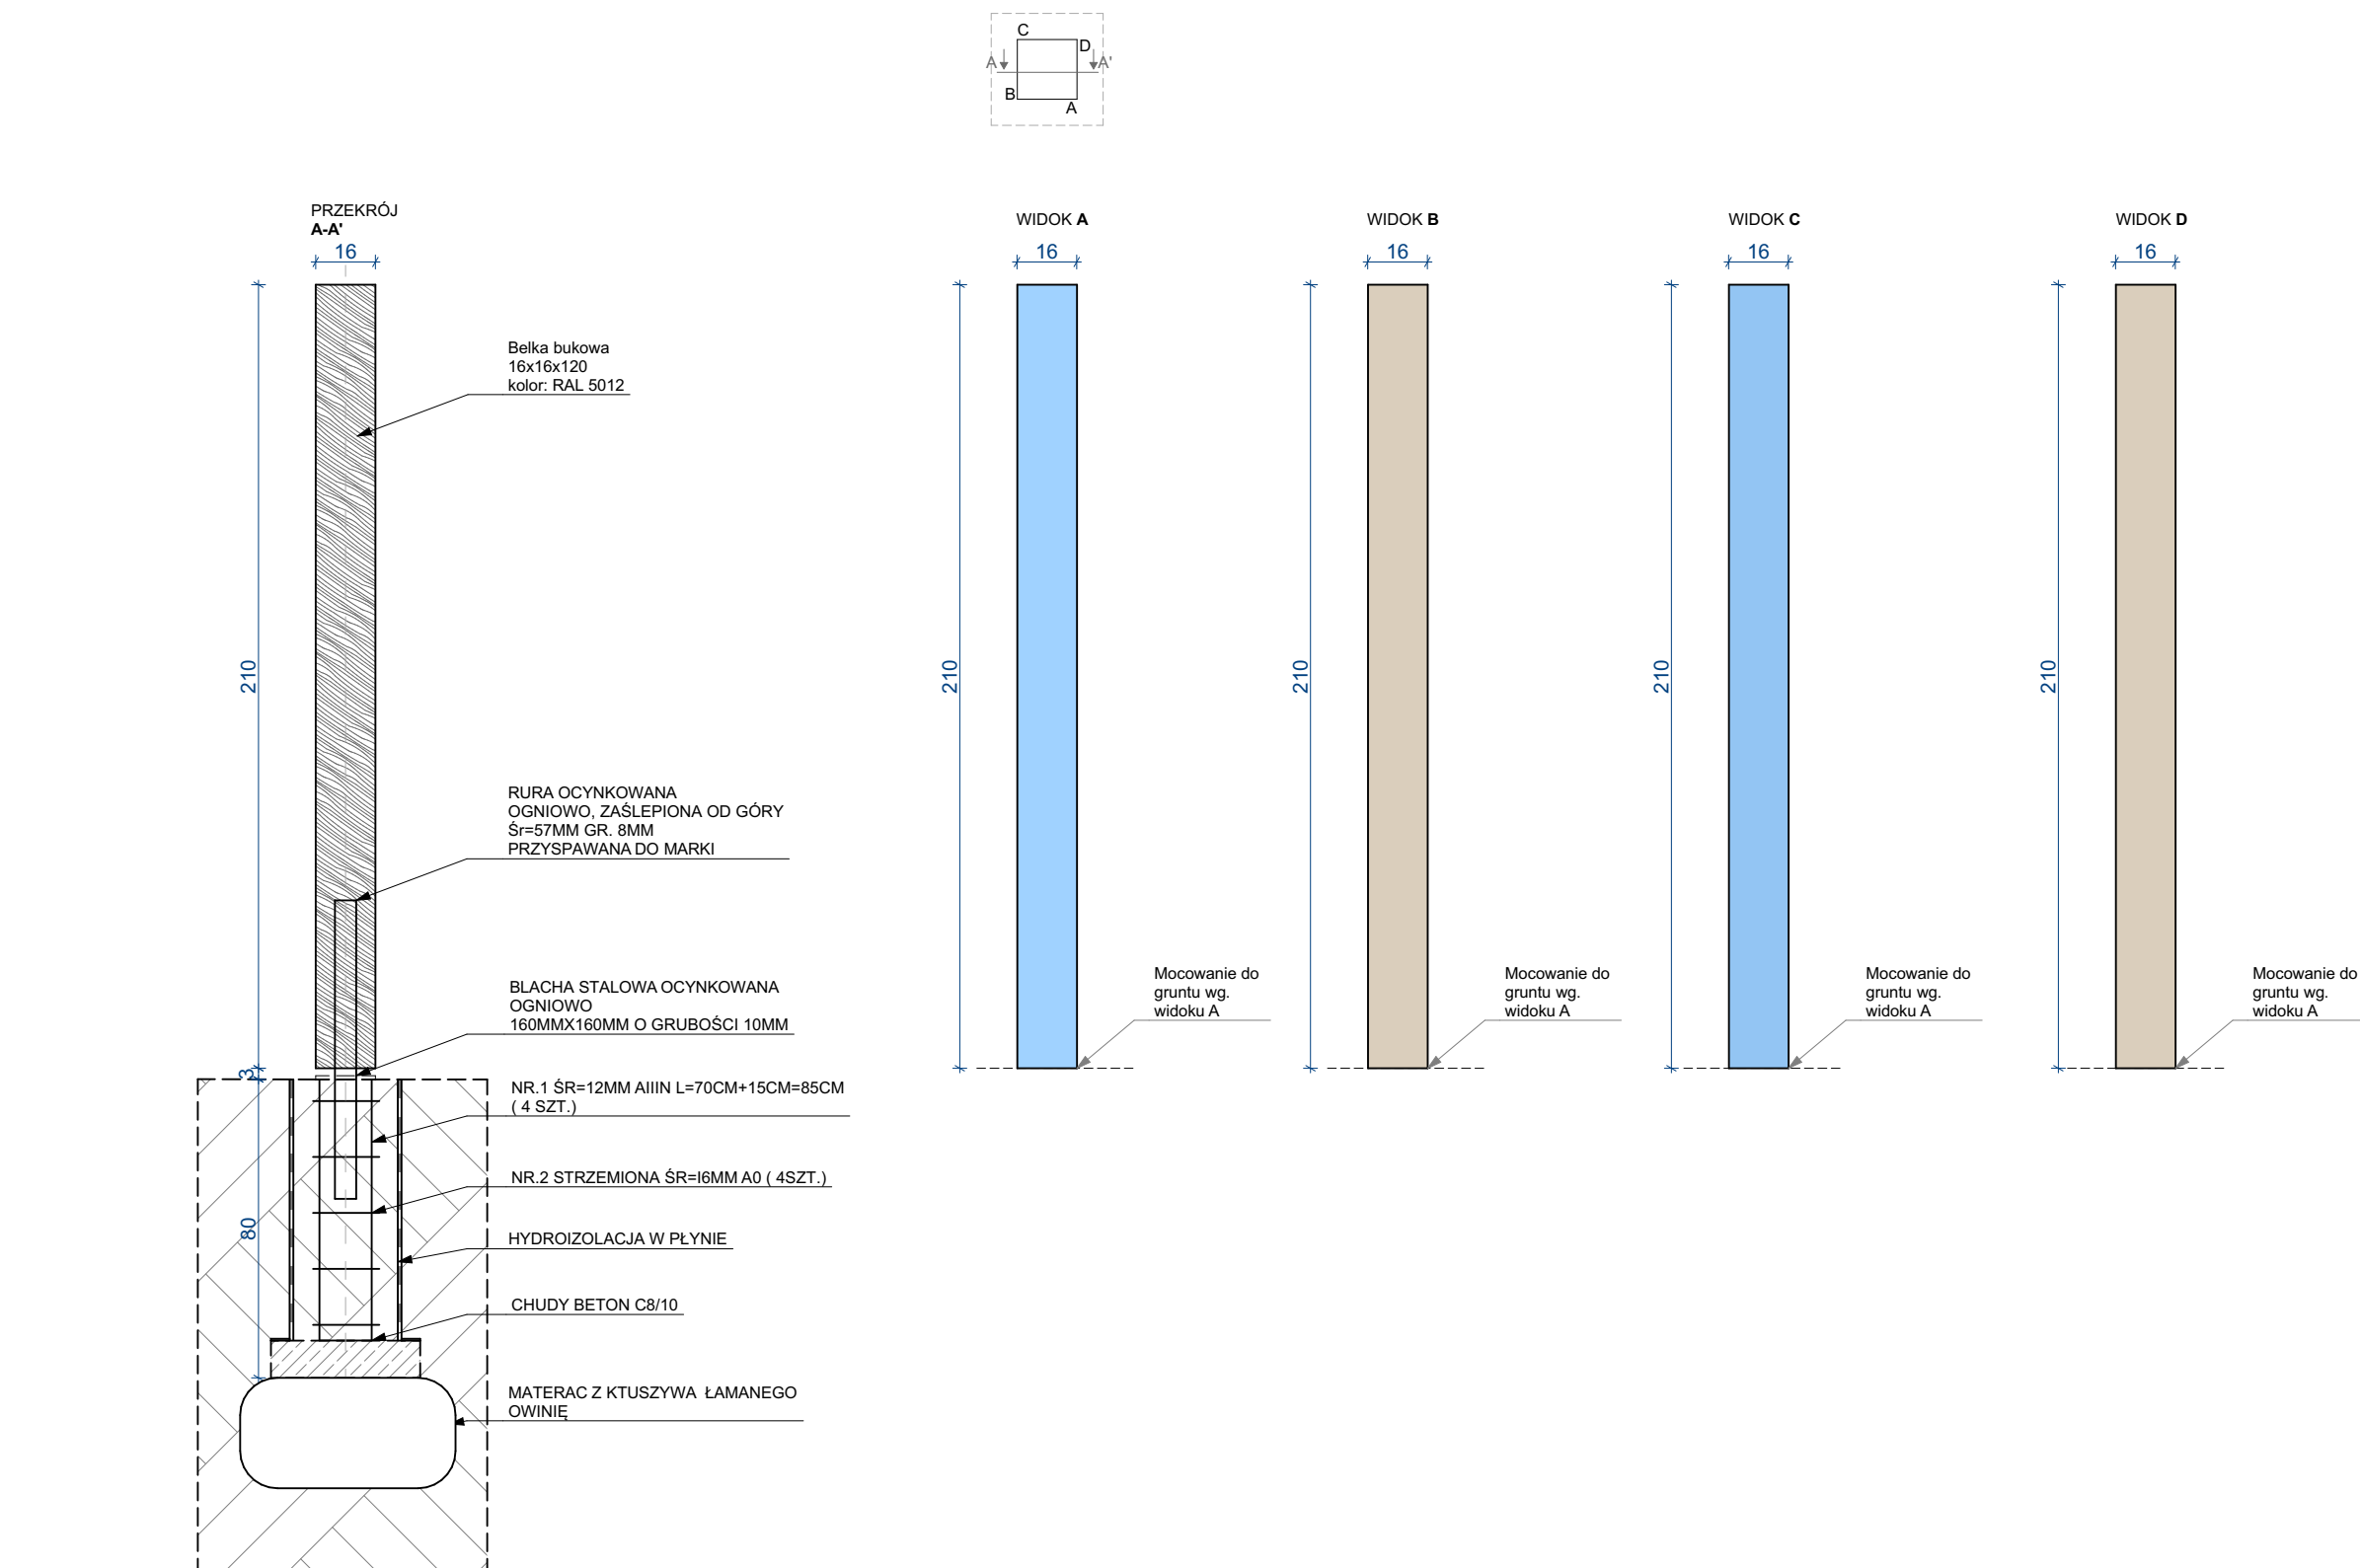 C
D
A
A'
B
A
PRZEKRÓJ
A-A'
16
210
3
80
Belka bukowa
16x16x120
kolor: RAL 5012
RURA OCYNKOWANA
OGNIOWO, ZAŚLEPIONA OD GÓRY
Śr=57MM GR. 8MM
PRZYSPAWANA DO MARKI
BLACHA STALOWA OCYNKOWANA
OGNIOWO
160MMX160MM O GRUBOŚCI 10MM
NR.1 ŚR=12MM AIIIN L=70CM+15CM=85CM
( 4 SZT.)
NR.2 STRZEMIONA ŚR=I6MM A0 ( 4SZT.)
HYDROIZOLACJA W PŁYNIE
CHUDY BETON C8/10
MATERAC Z KTUSZYWA ŁAMANEGO
OWINIĘ
WIDOK A
16
210
Mocowanie do
gruntu wg.
widoku A
WIDOK B
16
210
Mocowanie do
gruntu wg.
widoku A
WIDOK C
16
210
Mocowanie do
gruntu wg.
widoku A
WIDOK D
16
210
Mocowanie do
gruntu wg.
widoku A